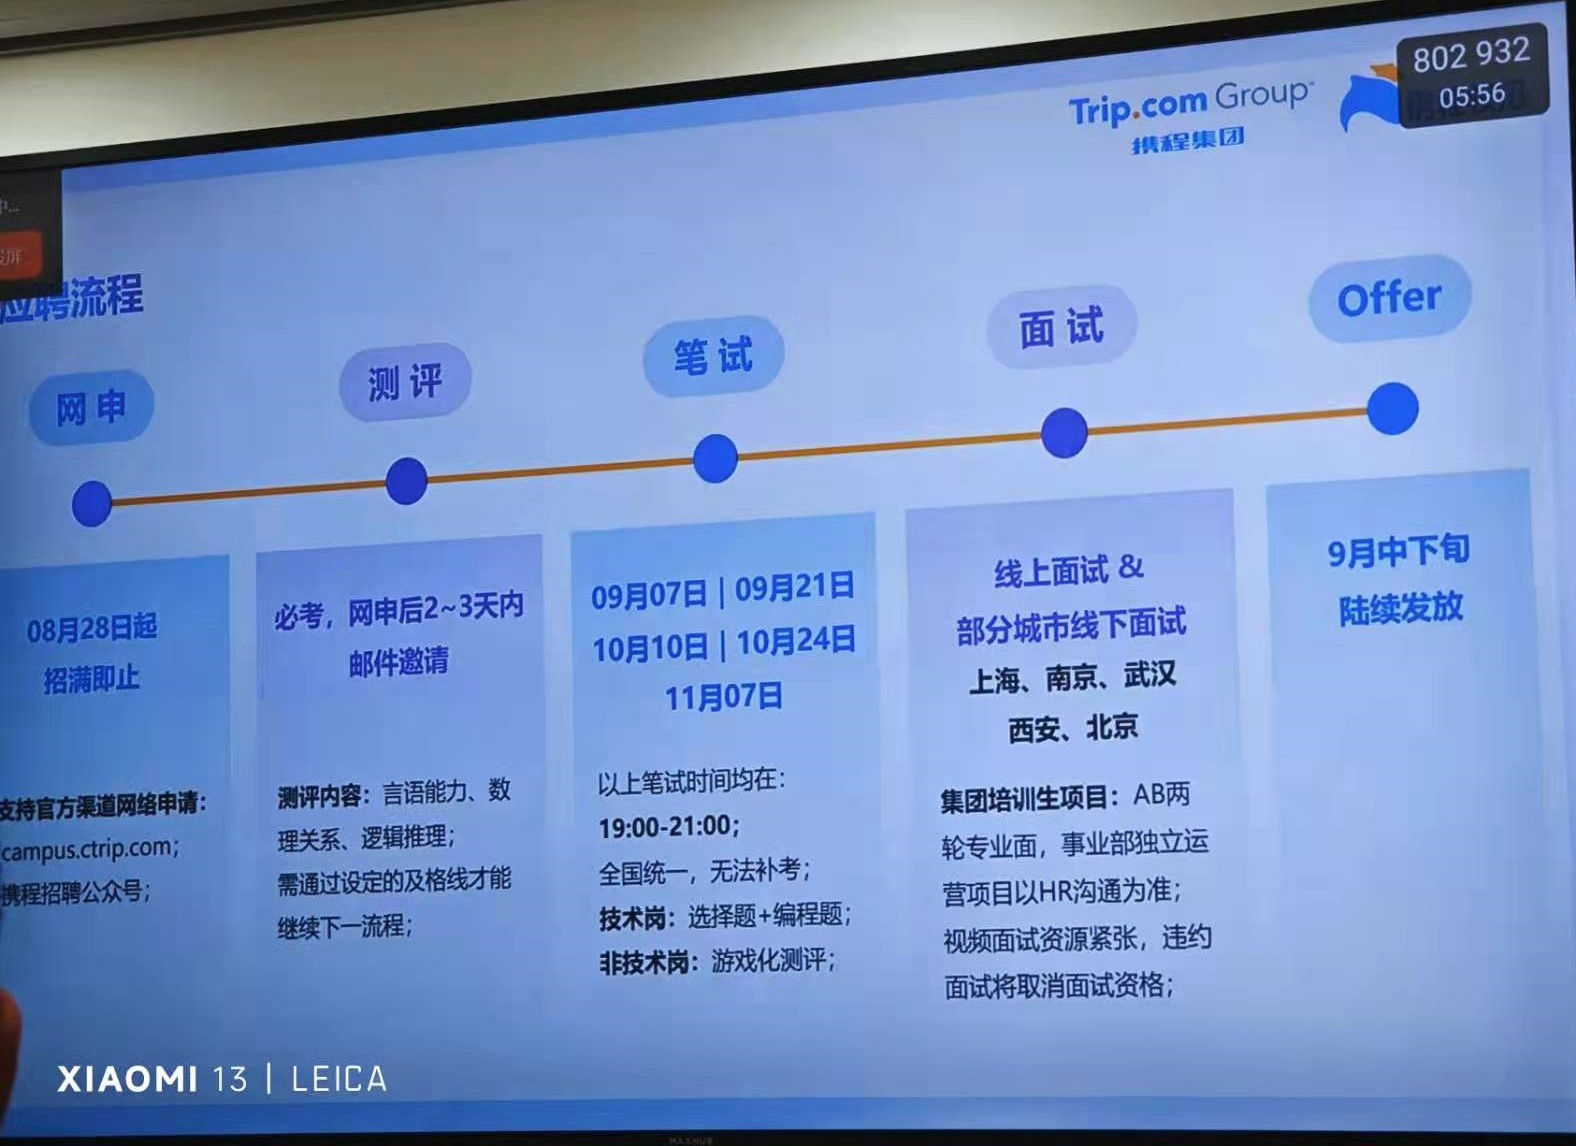 802 932
05:56
Trip.com Group
携程集团
中...
投屏
应聘流程
网申
测评
笔试
面试
Offer
08月28日起
招满即止
支持官方渠道网络申请：
campus.ctrip.com；
携程招聘公众号；
必考，网申后2~3天内
邮件邀请
测评内容：言语能力、数
理关系、逻辑推理；
需通过设定的及格线才能
继续下一流程；
09月07日 | 09月21日
10月10日 | 10月24日
11月07日
以上笔试时间均在：
19:00-21:00；
全国统一，无法补考；
技术岗：选择题+编程题；
非技术岗：游戏化测评；
线上面试 &
部分城市线下面试
上海、南京、武汉
西安、北京
集团培训生项目：AB两
轮专业面，事业部独立运
营项目以HR沟通为准；
视频面试资源紧张，违约
面试将取消面试资格；
9月中下旬
陆续发放
XIAOMI 13 | LEICA
MAXHUB